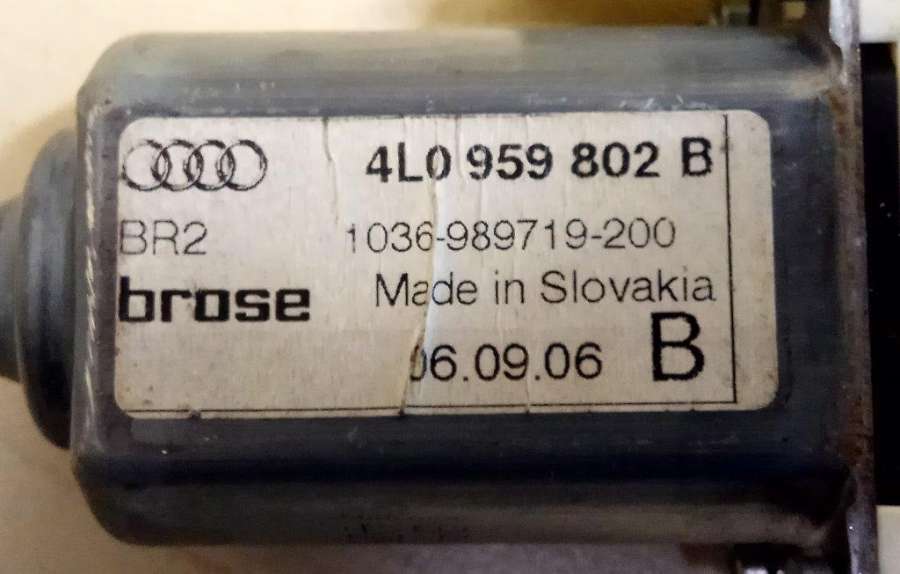 4L0 959 802 B
BR2 1036-989719-200
brose Made in Slovakia
06.09.06 B